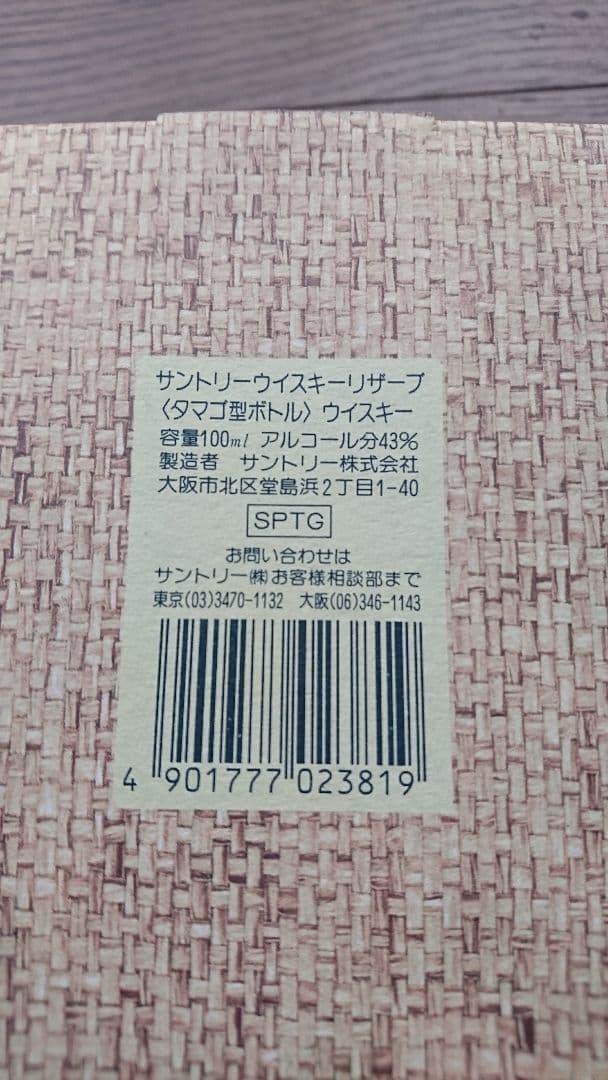 サントリーウイスキーリザーブ
〈タマゴ型ボトル〉 ウイスキー
容量100ml アルコール分43%
製造者 サントリー株式会社
大阪市北区堂島浜2丁目1-40
SPTG
お問い合わせは
サントリー㈱お客様相談部まで
東京(03)3470-1132 大阪(06)346-1143
4 901777 023819